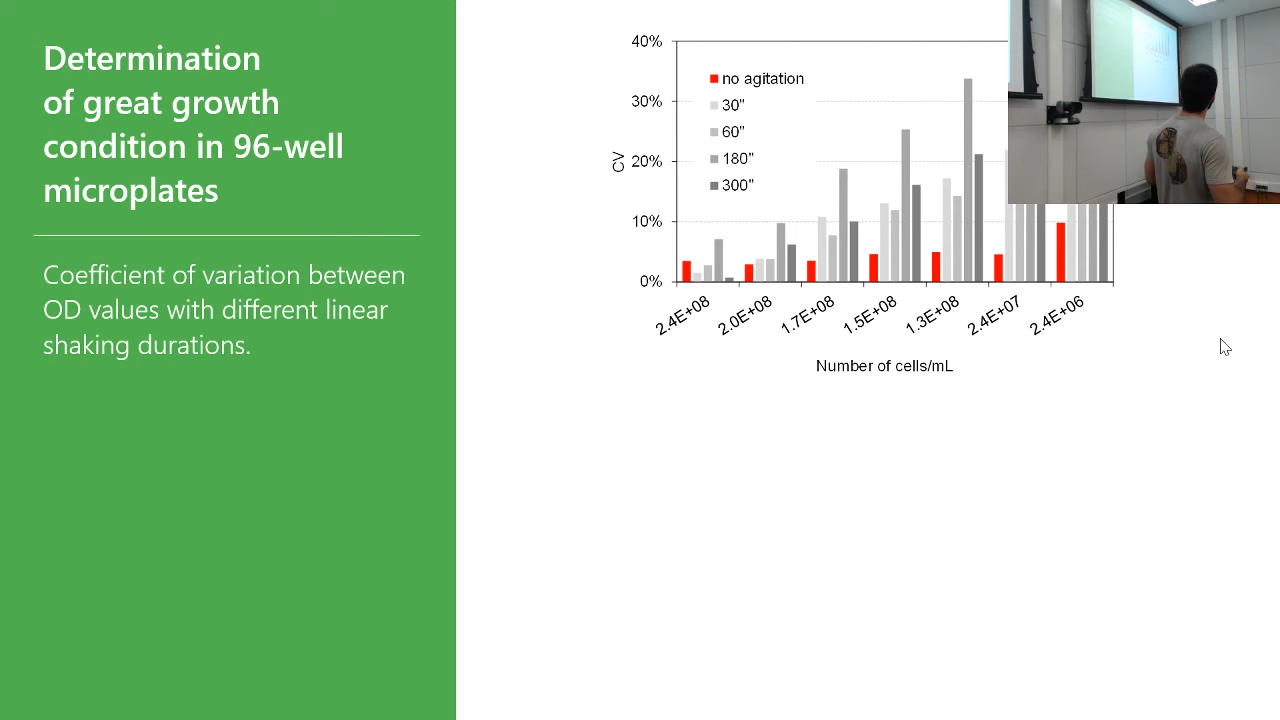 Determination
of great growth
condition in 96-well
microplates
Coefficient of variation between
OD values with different linear
shaking durations.
40%
30%
20%
10%
0%
CV
no agitation
30"
60"
180"
300"
2.4E+08
2.0E+08
1.7E+08
1.5E+08
1.3E+08
2.4E+07
2.4E+06
Number of cells/mL